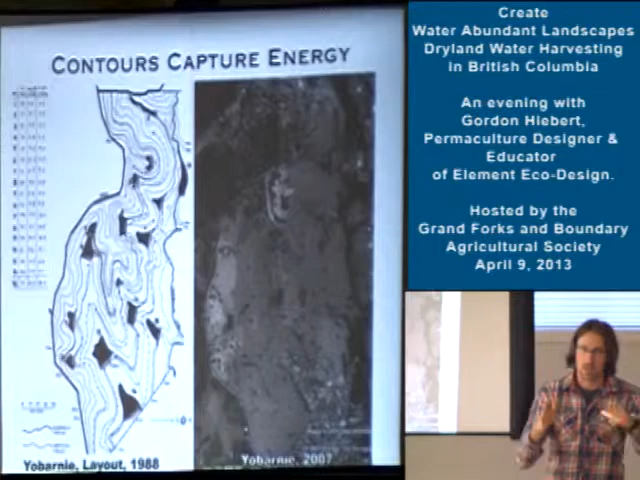 CONTOURS CAPTURE ENERGY
Yobarnie, Layout, 1988
Yobarnie, 2007
Create
Water Abundant Landscapes
Dryland Water Harvesting
in British Columbia
An evening with
Gordon Hiebert,
Permaculture Designer &
Educator
of Element Eco-Design.
Hosted by the
Grand Forks and Boundary
Agricultural Society
April 9, 2013